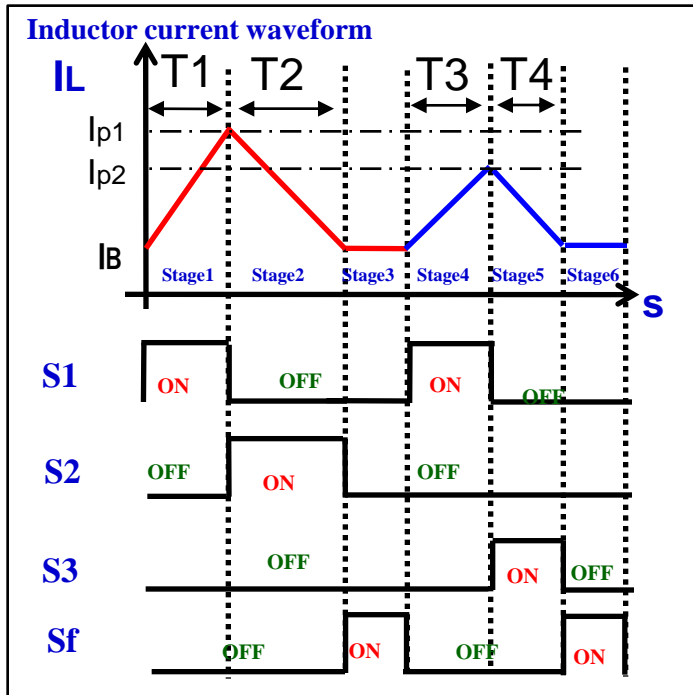 Inductor current waveform
IL T1 T2 T3 T4
Ip1
Ip2
IB
Stage1 Stage2 Stage3 Stage4 Stage5 Stage6
s
S1 ON OFF ON OFF
S2 OFF ON OFF
S3 OFF ON OFF
Sf OFF ON OFF ON